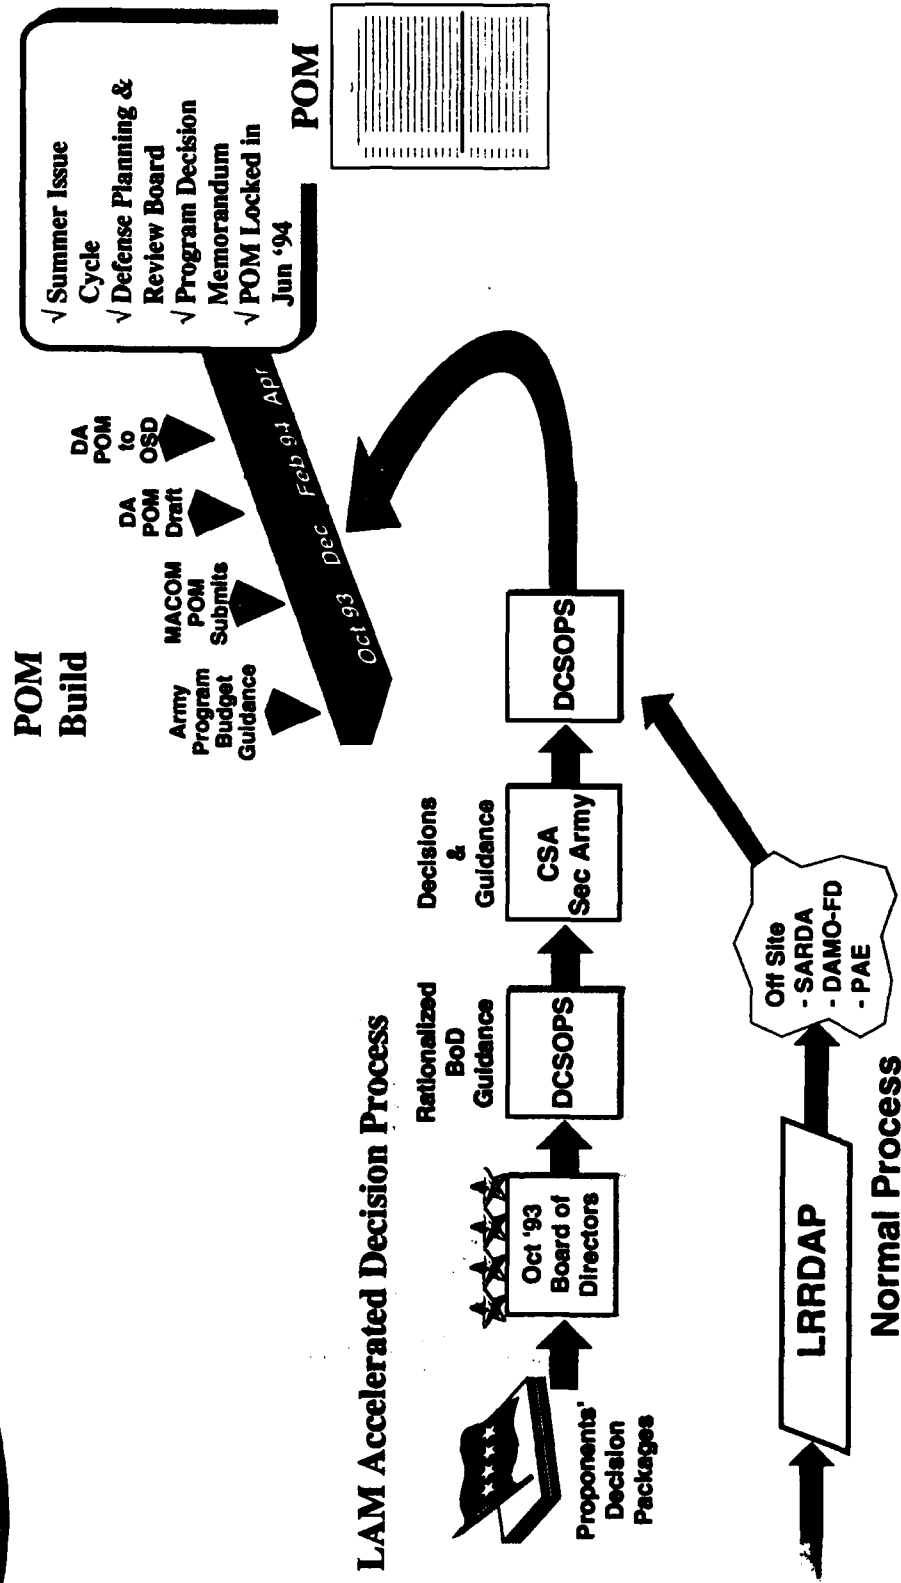 POM
Build
Army
Program
Budget
Guidance
MACOM
POM
Submits
DA
POM
Draft
DA
POM
to
OSD
Oct 93 Dec Feb 94 Apr
√ Summer Issue
Cycle
√ Defense Planning &
Review Board
√ Program Decision
Memorandum
√ POM Locked in
Jun ‘94
POM
LAM Accelerated Decision Process
Proponents’
Decision
Packages
Oct ’93
Board of
Directors
Rationalized
BoD
Guidance
DCSOPS
Decisions
&
Guidance
CSA
Sec Army
DCSOPS
LRRDAP
Off Site
- SARDA
- DAMO-FD
- PAE
Normal Process